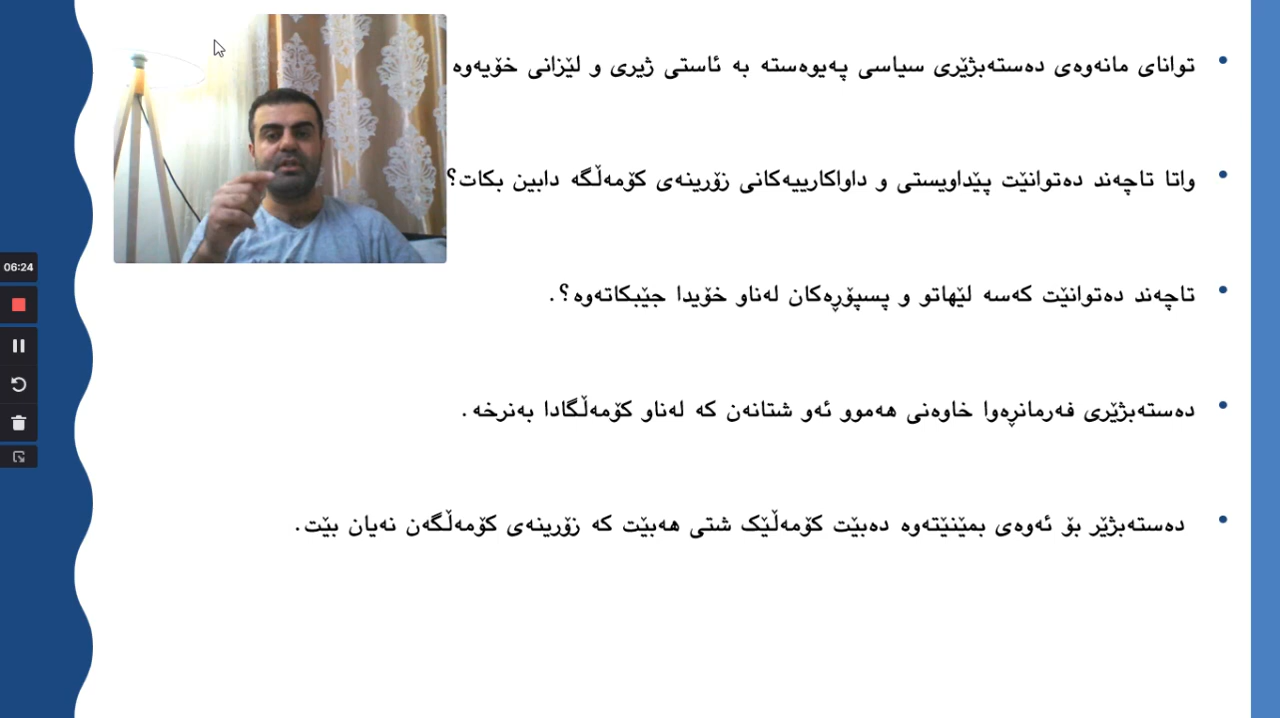 توانای مانەوەی دەستەبژێری سیاسی پەیوەستە بە ئاستی ژیری و لێزانی خۆیەوە
واتا تاچەند دەتوانێت پێداویستی و داواکارییەکانی زۆرینەی کۆمەڵگە دابین بکات؟
تاچەند دەتوانێت کەسە لێهاتو و پسپۆڕەکان لەناو خۆیدا جێبکاتەوە؟.
دەستەبژێری فەرمانڕەوا خاوەنی هەموو ئەو شتانەن کە لەناو کۆمەڵگادا بەنرخە.
دەستەبژێر بۆ ئەوەی بمێنێتەوە دەبێت کۆمەڵێک شتی هەبێت کە زۆرینەی کۆمەڵگەن نەیان بێت.
06:24